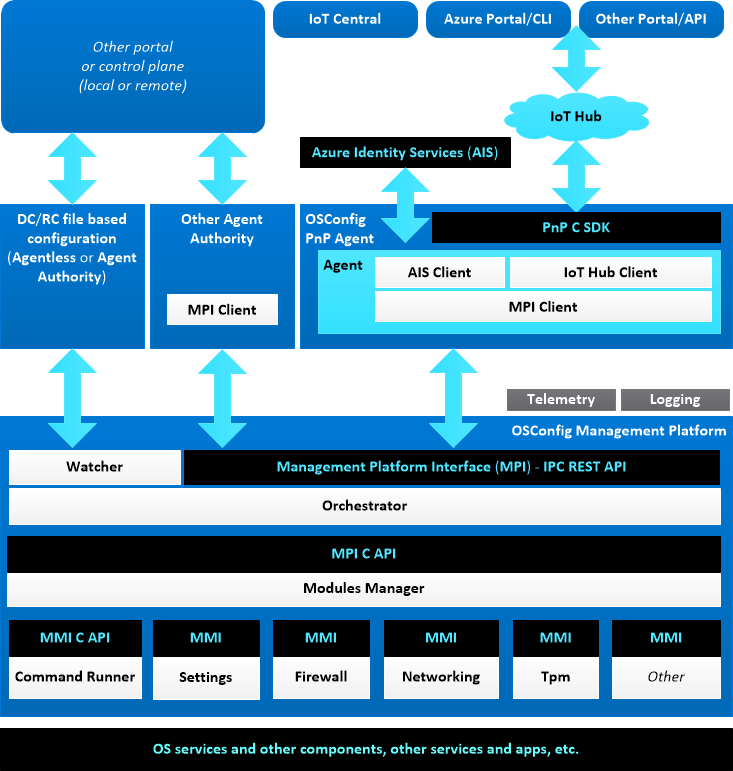 Other portal
or control plane
(local or remote)
IoT Central
Azure Portal/CLI
Other Portal/API
IoT Hub
Azure Identity Services (AIS)
DC/RC file based
configuration
(Agentless or Agent
Authority)
Other Agent
Authority
MPI Client
OSConfig
PnP Agent
PnP C SDK
Agent
AIS Client
IoT Hub Client
MPI Client
Telemetry
Logging
OSConfig Management Platform
Watcher
Management Platform Interface (MPI) - IPC REST API
Orchestrator
MPI C API
Modules Manager
MMI C API
MMI
MMI
MMI
MMI
MMI
Command Runner
Settings
Firewall
Networking
Tpm
Other
OS services and other components, other services and apps, etc.